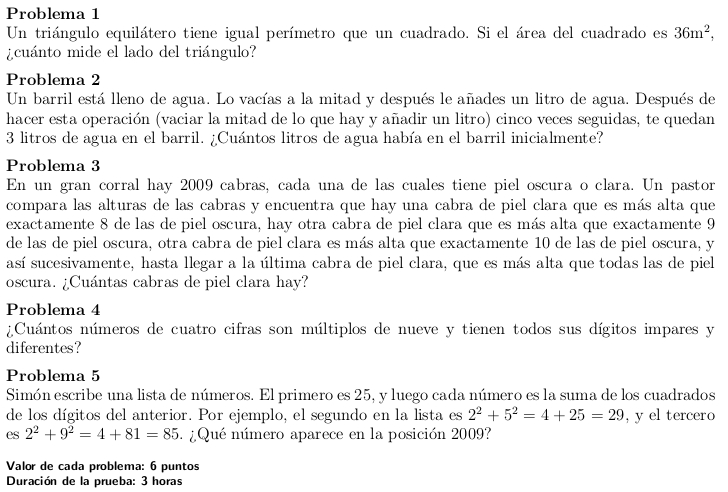 Problema 1
Un triángulo equilátero tiene igual perímetro que un cuadrado. Si el área del cuadrado es 36m²,
¿cuánto mide el lado del triángulo?
Problema 2
Un barril está lleno de agua. Lo vacías a la mitad y después le añades un litro de agua. Después de
hacer esta operación (vaciar la mitad de lo que hay y añadir un litro) cinco veces seguidas, te quedan
3 litros de agua en el barril. ¿Cuántos litros de agua había en el barril inicialmente?
Problema 3
En un gran corral hay 2009 cabras, cada una de las cuales tiene piel oscura o clara. Un pastor
compara las alturas de las cabras y encuentra que hay una cabra de piel clara que es más alta que
exactamente 8 de las de piel oscura, hay otra cabra de piel clara que es más alta que exactamente 9
de las de piel oscura, otra cabra de piel clara es más alta que exactamente 10 de las de piel oscura, y
así sucesivamente, hasta llegar a la última cabra de piel clara, que es más alta que todas las de piel
oscura. ¿Cuántas cabras de piel clara hay?
Problema 4
¿Cuántos números de cuatro cifras son múltiplos de nueve y tienen todos sus dígitos impares y
diferentes?
Problema 5
Simón escribe una lista de números. El primero es 25, y luego cada número es la suma de los cuadrados
de los dígitos del anterior. Por ejemplo, el segundo en la lista es 2² + 5² = 4 + 25 = 29, y el tercero
es 2² + 9² = 4 + 81 = 85. ¿Qué número aparece en la posición 2009?
Valor de cada problema: 6 puntos
Duración de la prueba: 3 horas